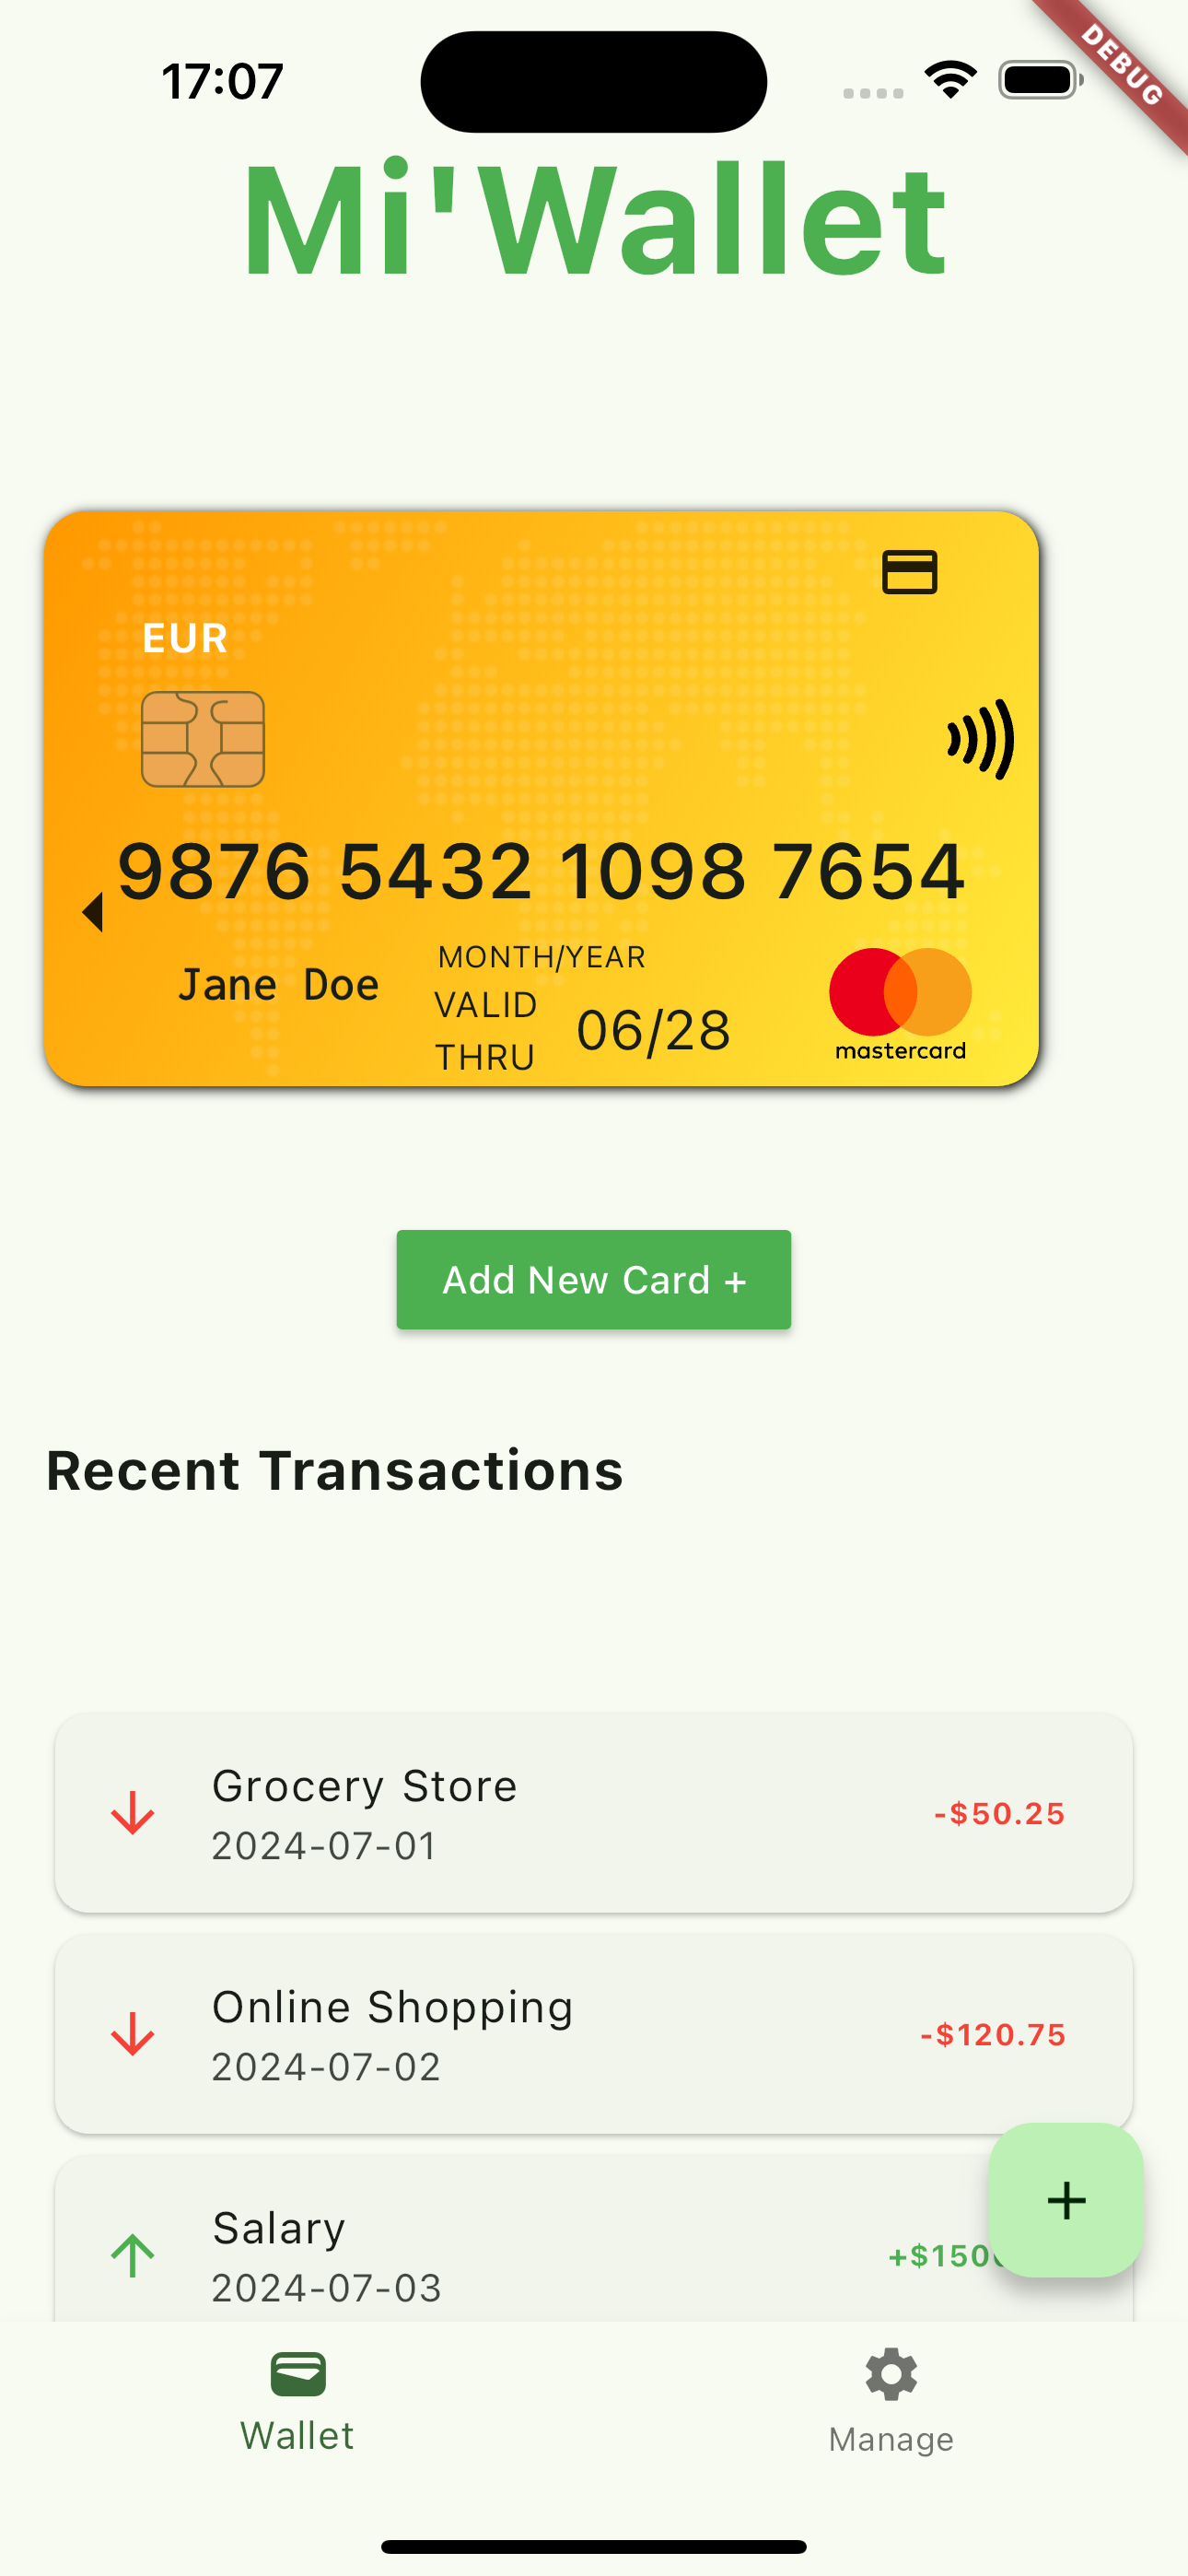 17:07
DEBUG
Mi'Wallet
EUR
9876 5432 1098 7654
MONTH/YEAR
Jane Doe
VALID
THRU
06/28
mastercard
Add New Card +
Recent Transactions
Grocery Store
-$50.25
2024-07-01
Online Shopping
-$120.75
2024-07-02
Salary
+$150
2024-07-03
Wallet
Manage